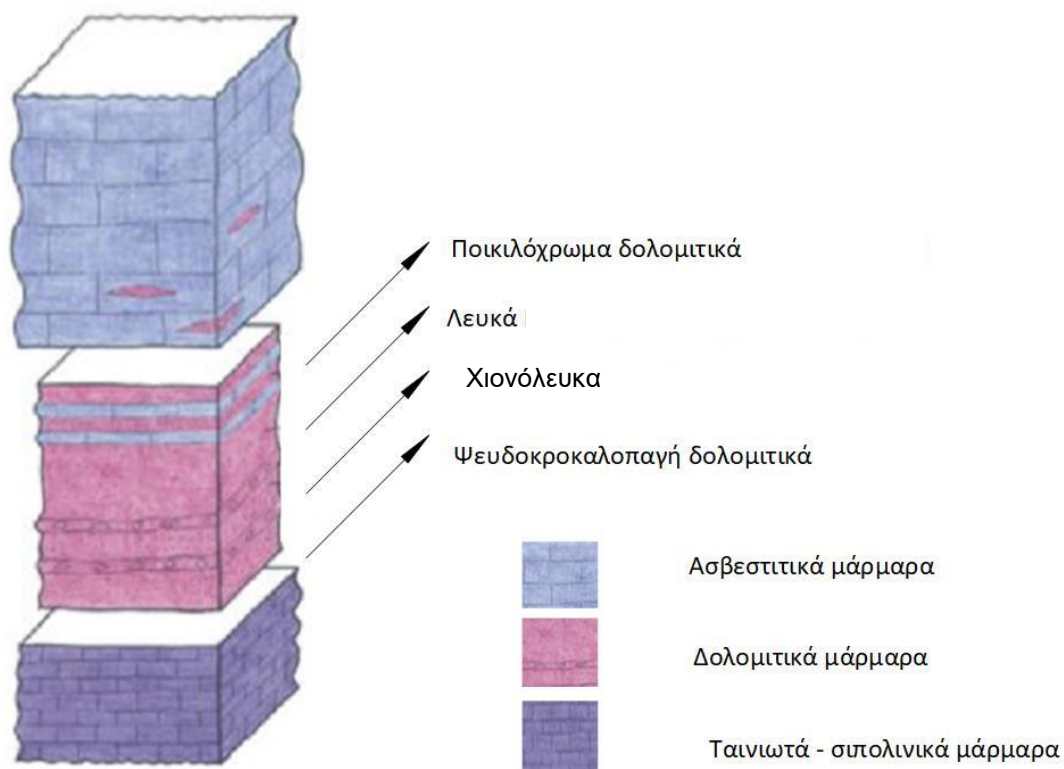 Ποικιλόχρωμα δολομιτικά
Λευκά
Χιονόλευκα
Ψευδοκροκαλοπαγή δολομιτικά
Ασβεστιτικά μάρμαρα
Δολομιτικά μάρμαρα
Ταινιωτά - σιπολινικά μάρμαρα